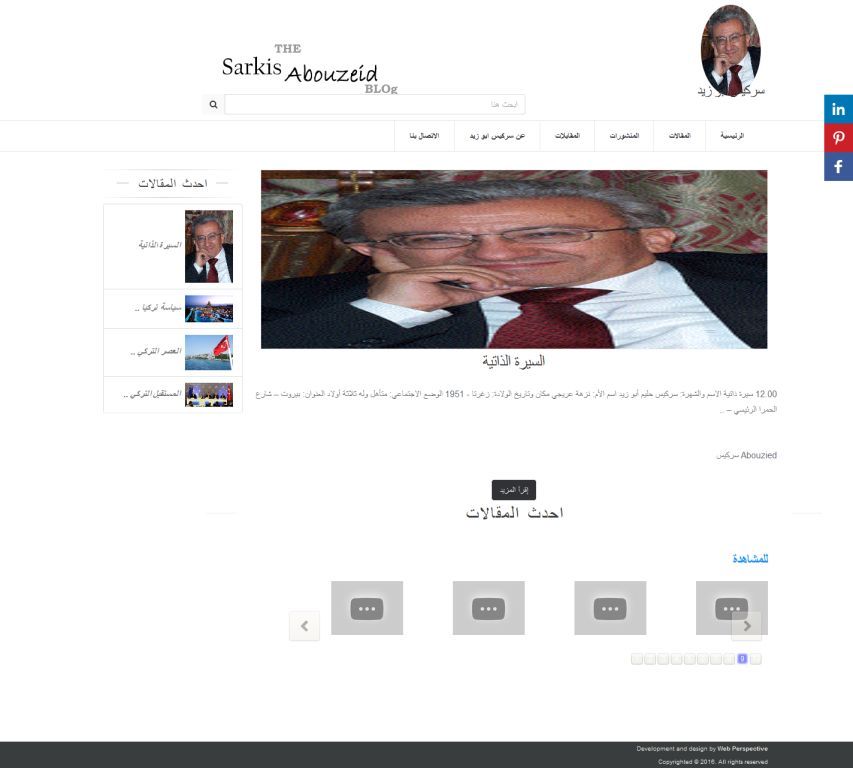 THE
Sarkis Abouzeid
BLOg
سركيس ابو زيد
ابحث هنا
الرئيسية
المقالات
المنشورات
المقابلات
عن سركيس ابو زيد
الاتصال بنا
in
f
السيرة الذاتية
12.00 سيرة ذاتية الاسم والشهرة: سركيس حليم أبو زيد اسم الأم: نزهة عريجي مكان وتاريخ الولادة: زغرتا ، 1951 الوضع الاجتماعي: متأهل وله ثلاثة أولاد العنوان: بيروت – شارع
الحمرا الرئيسي – ..
Abouzied سركيس
إقرأ المزيد
احدث المقالات
السيرة الذاتية
سياسة تركيا ..
العصر التركي ..
المستقبل التركي ..
احدث المقالات
للمشاهدة
0
Development and design by Web Perspective
Copyrighted © 2016. All rights reserved